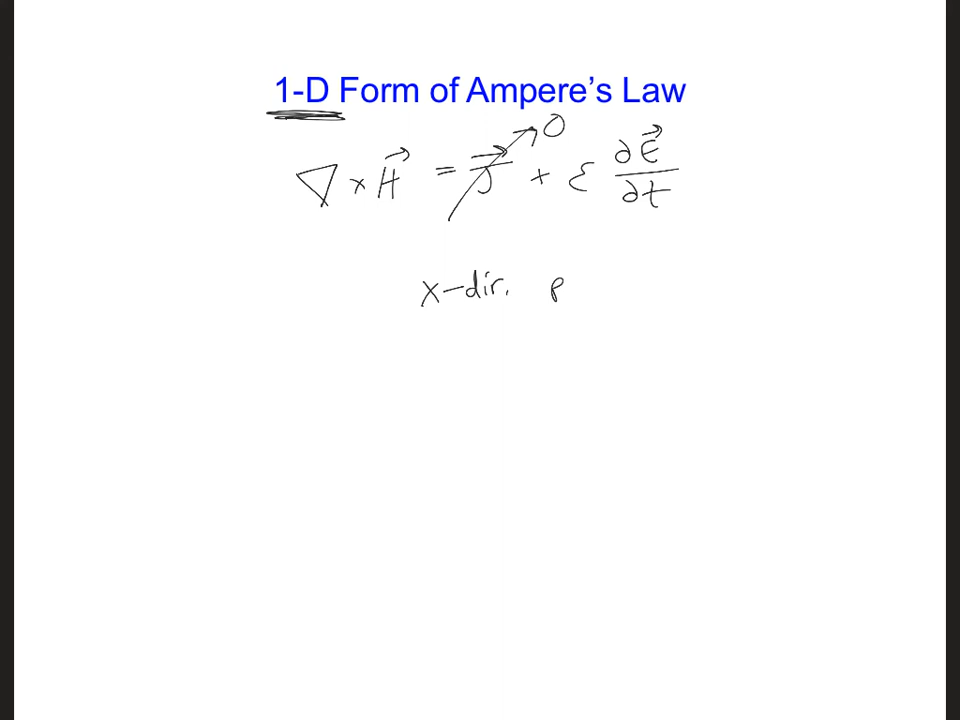 1-D Form of Ampere's Law
∇ × H⃗ = J⃗ → 0 + ε ∂E⃗/∂t
x-dir. p